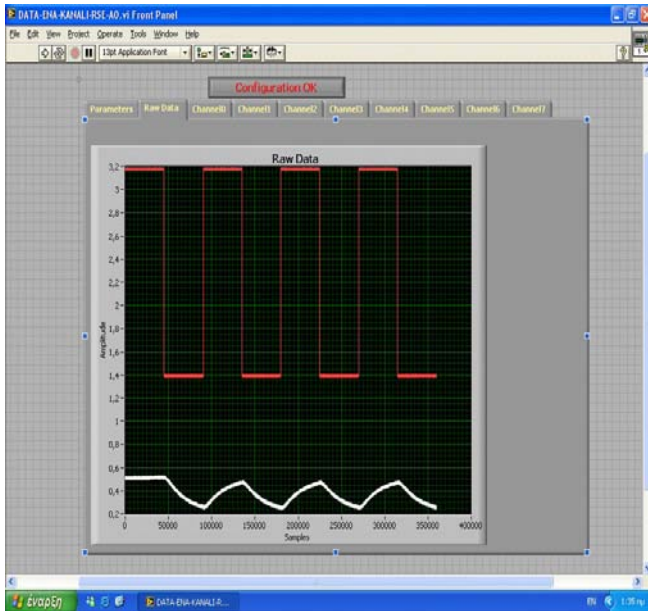 DATA-ENA-KANALI-RSE-AO.vi Front Panel
File Edit View Project Operate Tools Window Help
13pt Application Font
Configuration OK
Parameters Raw Data Channel0 Channel1 Channel2 Channel3 Channel4 Channel5 Channel6 Channel7
Raw Data
3,2
3
2,8
2,6
2,4
2,2
2
1,8
1,6
1,4
1,2
1
0,8
0,6
0,4
0,2
Amplitude
0 50000 100000 150000 200000 250000 300000 350000 400000
Samples
έναρξη
DATA-ENA-KANALI-R...
EN
1:35 πμ